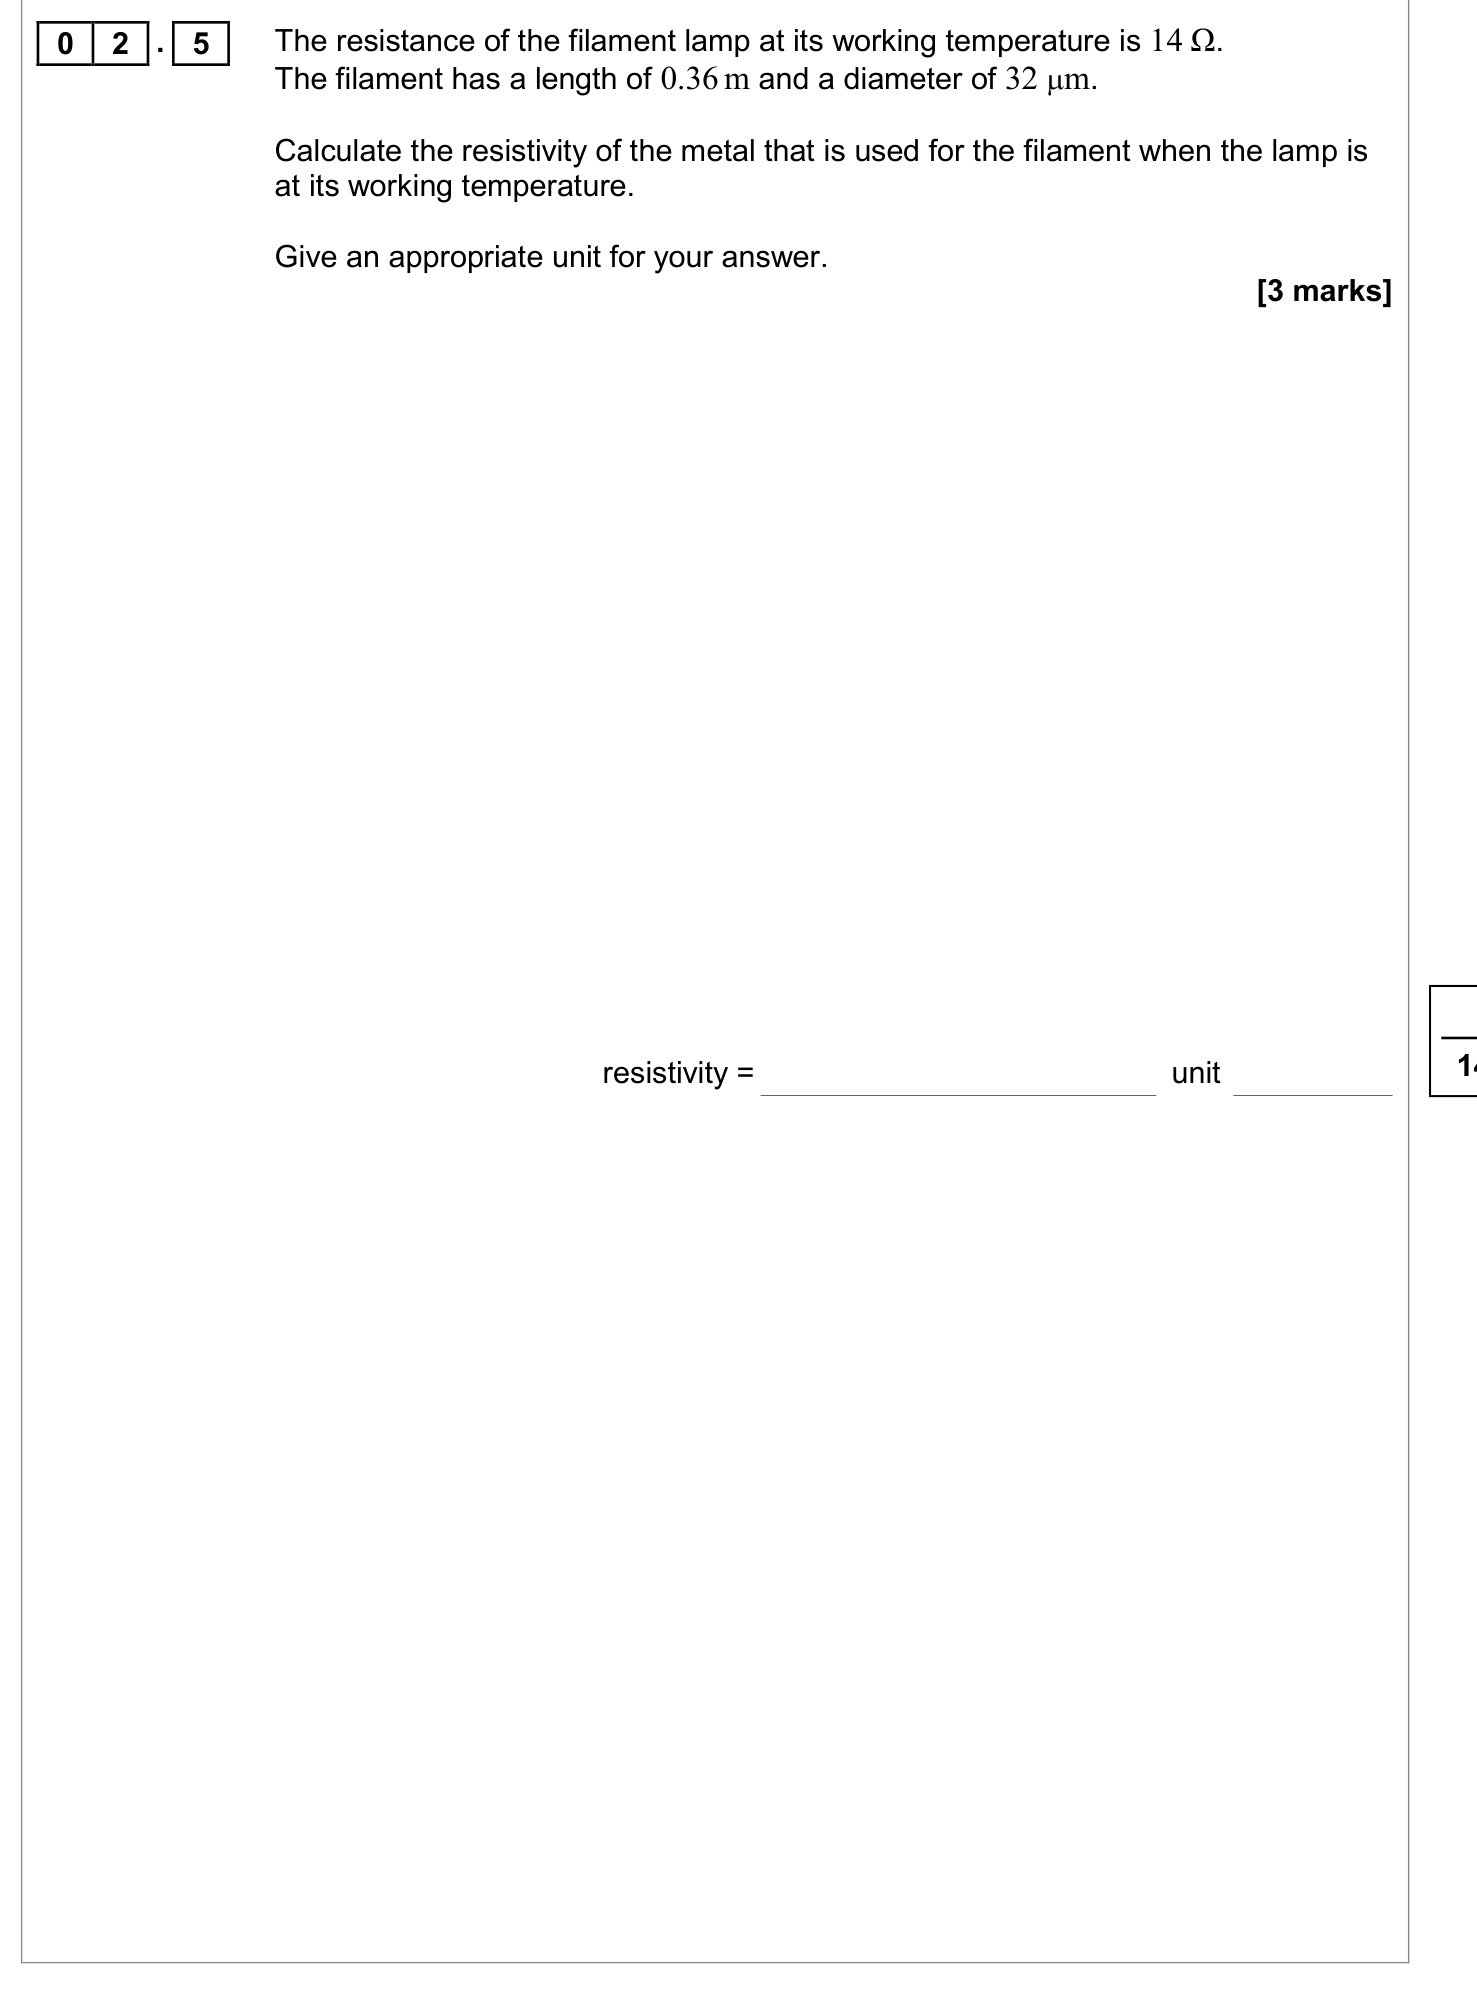 0 2 . 5 The resistance of the filament lamp at its working temperature is 14 Ω.
The filament has a length of 0.36 m and a diameter of 32 µm.
Calculate the resistivity of the metal that is used for the filament when the lamp is
at its working temperature.
Give an appropriate unit for your answer.
[3 marks]
resistivity = unit